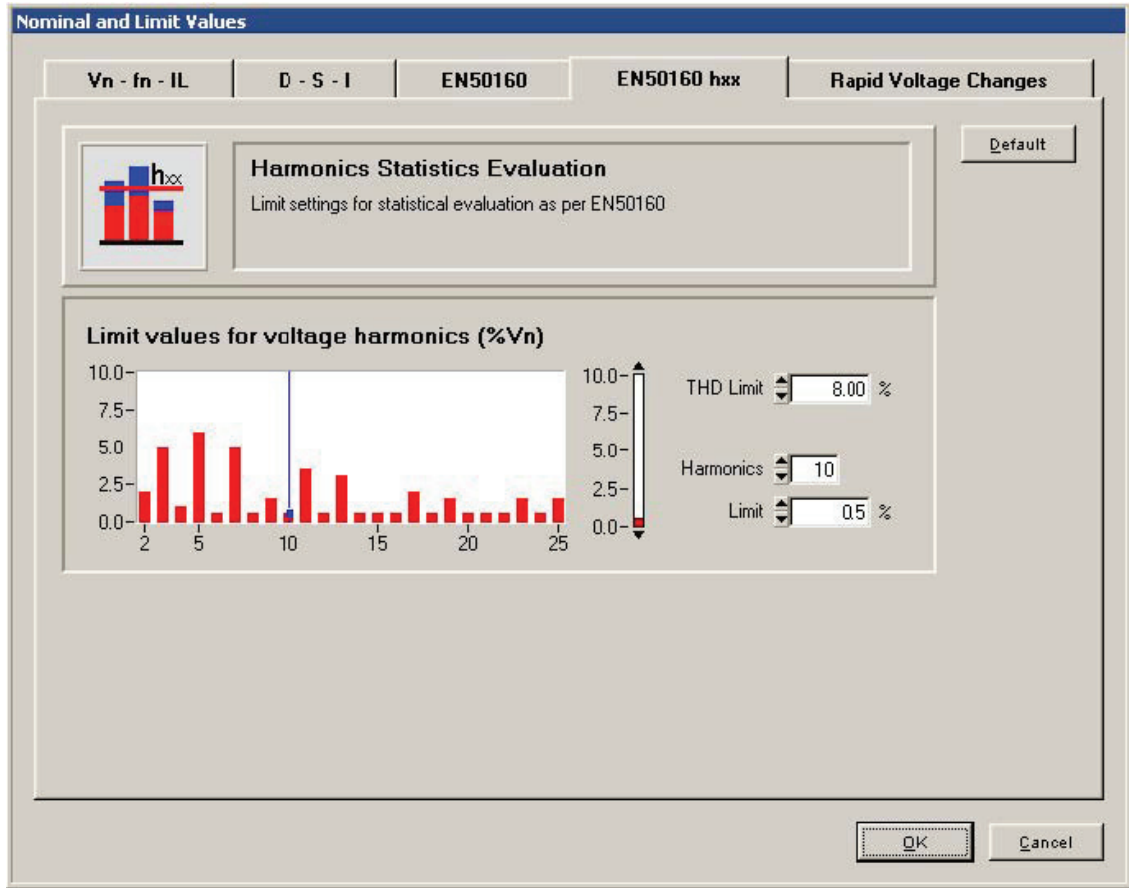 Nominal and Limit Values
Vn - fn - IL
D - S - I
EN50160
EN50160 hxx
Rapid Voltage Changes
Default
hxx
Harmonics Statistics Evaluation
Limit settings for statistical evaluation as per EN50160
Limit values for voltage harmonics (%Vn)
10.0-
7.5-
5.0
2.5-
0.0-
2 5 10 15 20 25
10.0-
7.5-
5.0-
2.5-
0.0-
THD Limit 8.00 %
Harmonics 10
Limit 0.5 %
OK
Cancel